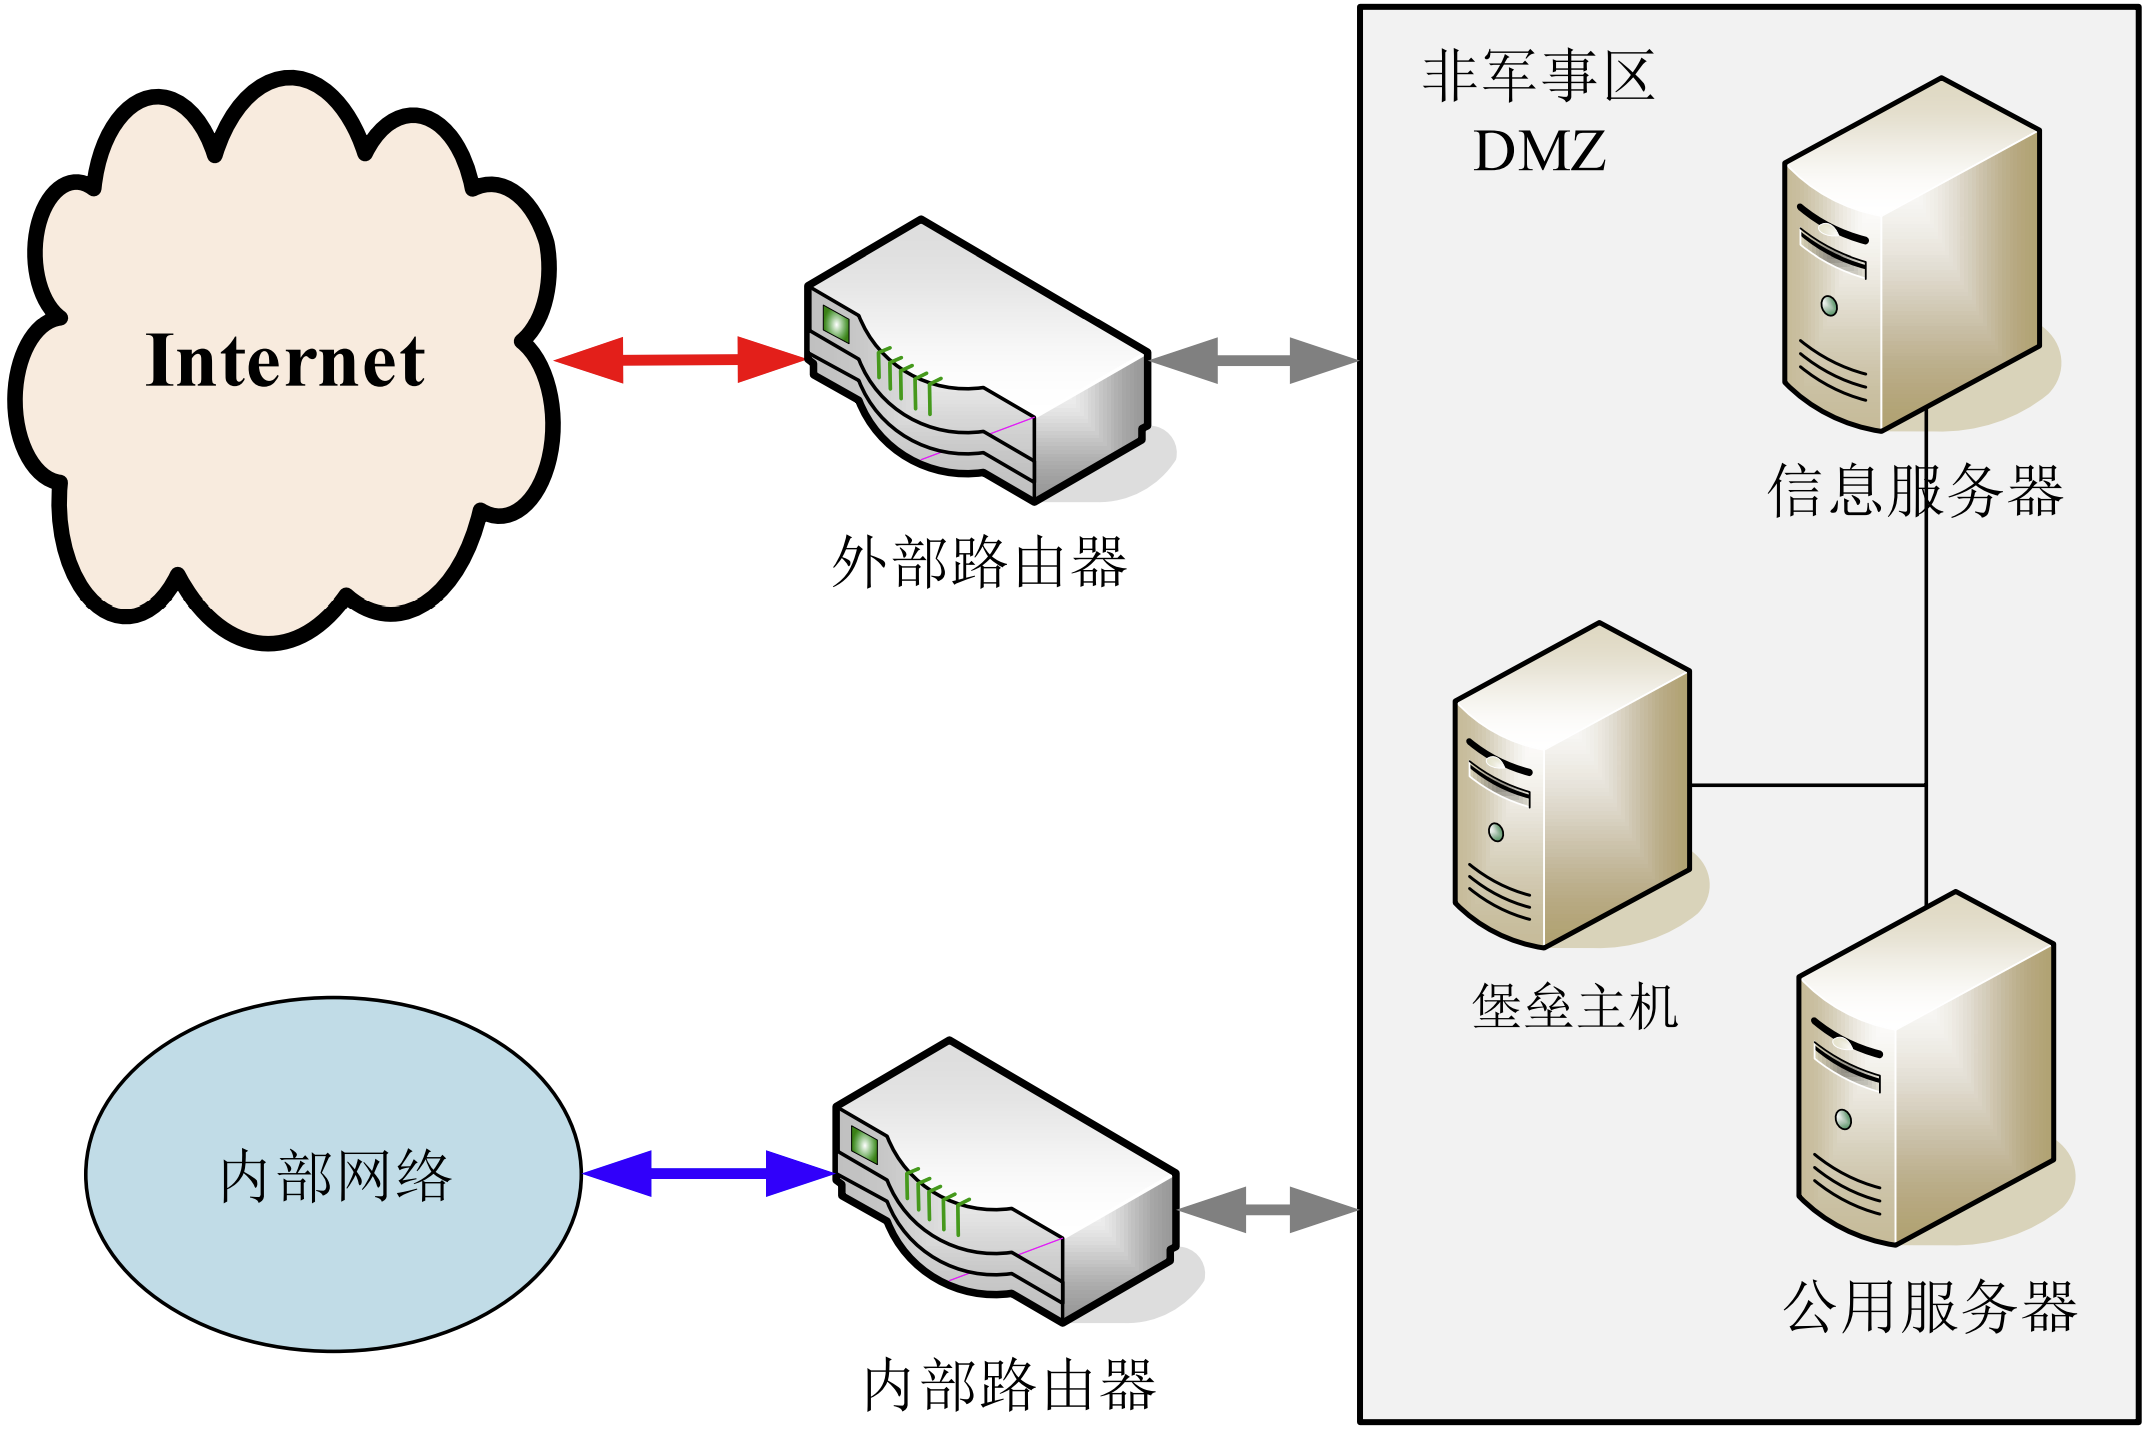 非军事区
DMZ
Internet
信息服务器
外部路由器
堡垒主机
内部网络
公用服务器
内部路由器